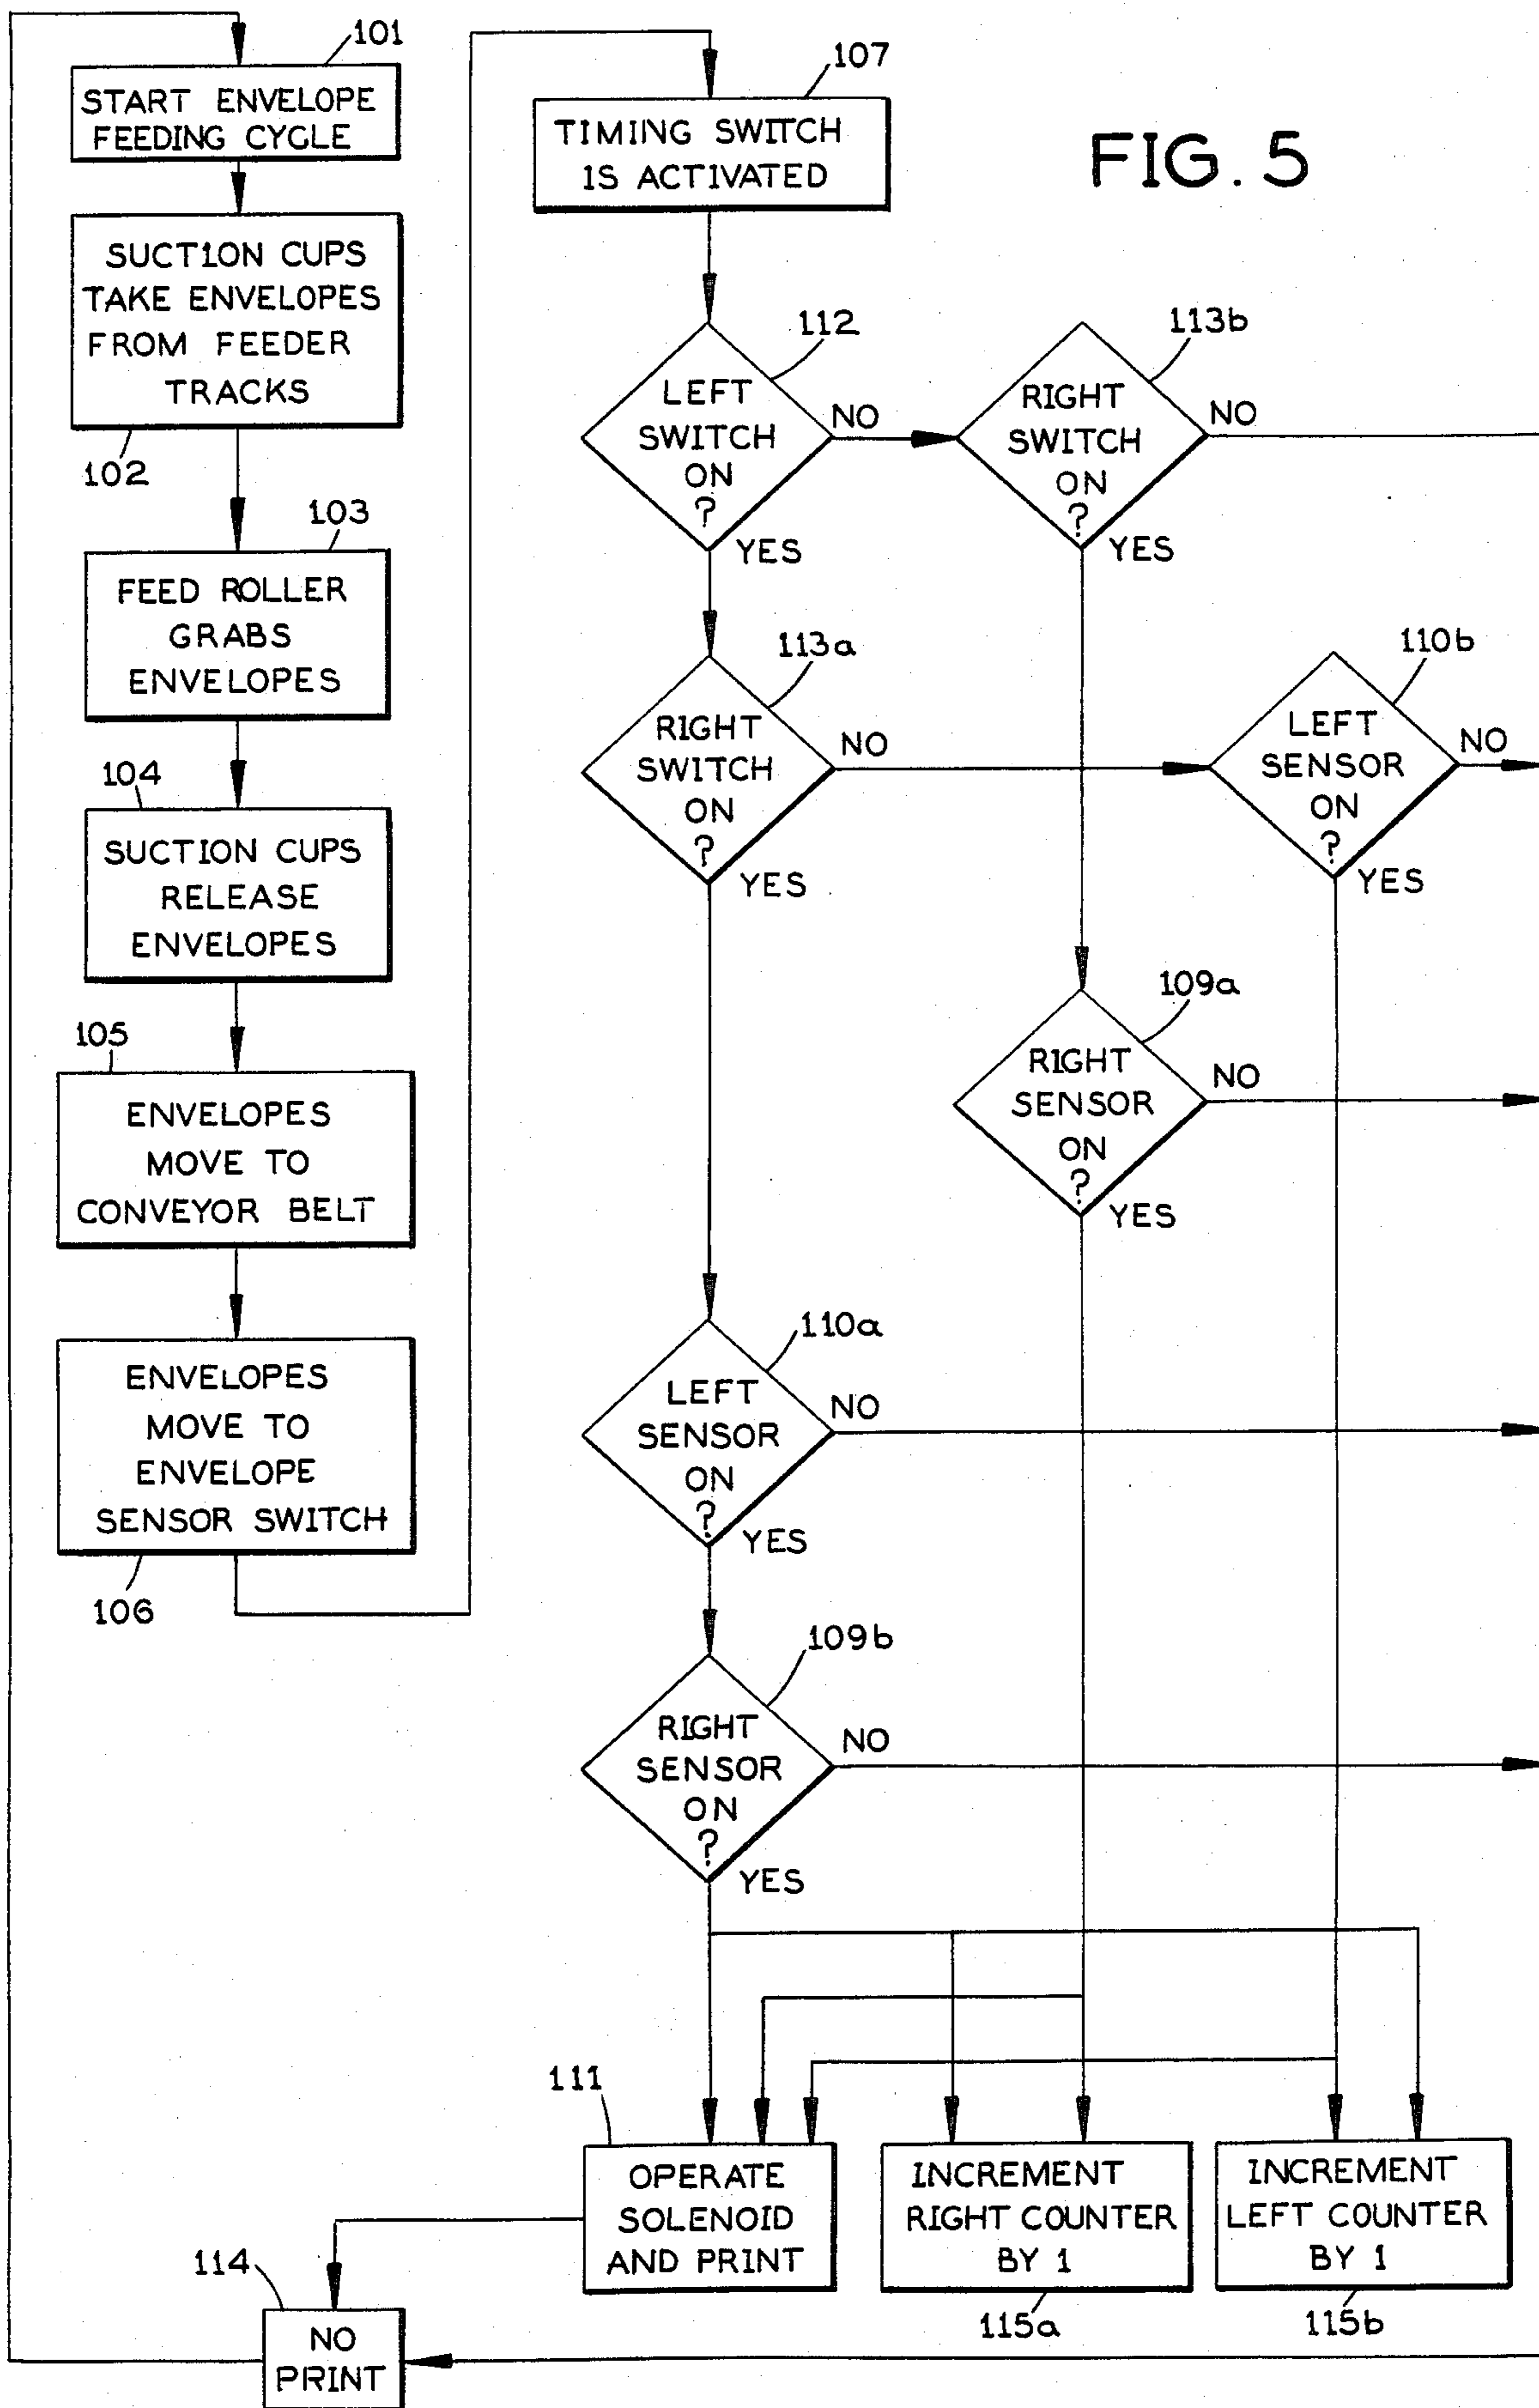 101
START ENVELOPE
FEEDING CYCLE
SUCTION CUPS
TAKE ENVELOPES
FROM FEEDER
TRACKS
102
103
FEED ROLLER
GRABS
ENVELOPES
104
SUCTION CUPS
RELEASE
ENVELOPES
105
ENVELOPES
MOVE TO
CONVEYOR BELT
ENVELOPES
MOVE TO
ENVELOPE
SENSOR SWITCH
106
107
TIMING SWITCH
IS ACTIVATED
FIG. 5
112
LEFT
SWITCH
ON
?
NO
YES
113b
RIGHT
SWITCH
ON
?
NO
YES
113a
RIGHT
SWITCH
ON
?
NO
YES
110b
LEFT
SENSOR
ON
?
NO
YES
109a
RIGHT
SENSOR
ON
?
NO
YES
110a
LEFT
SENSOR
ON
?
NO
YES
109b
RIGHT
SENSOR
ON
?
NO
YES
111
OPERATE
SOLENOID
AND PRINT
INCREMENT
RIGHT COUNTER
BY 1
115a
INCREMENT
LEFT COUNTER
BY 1
115b
114
NO
PRINT